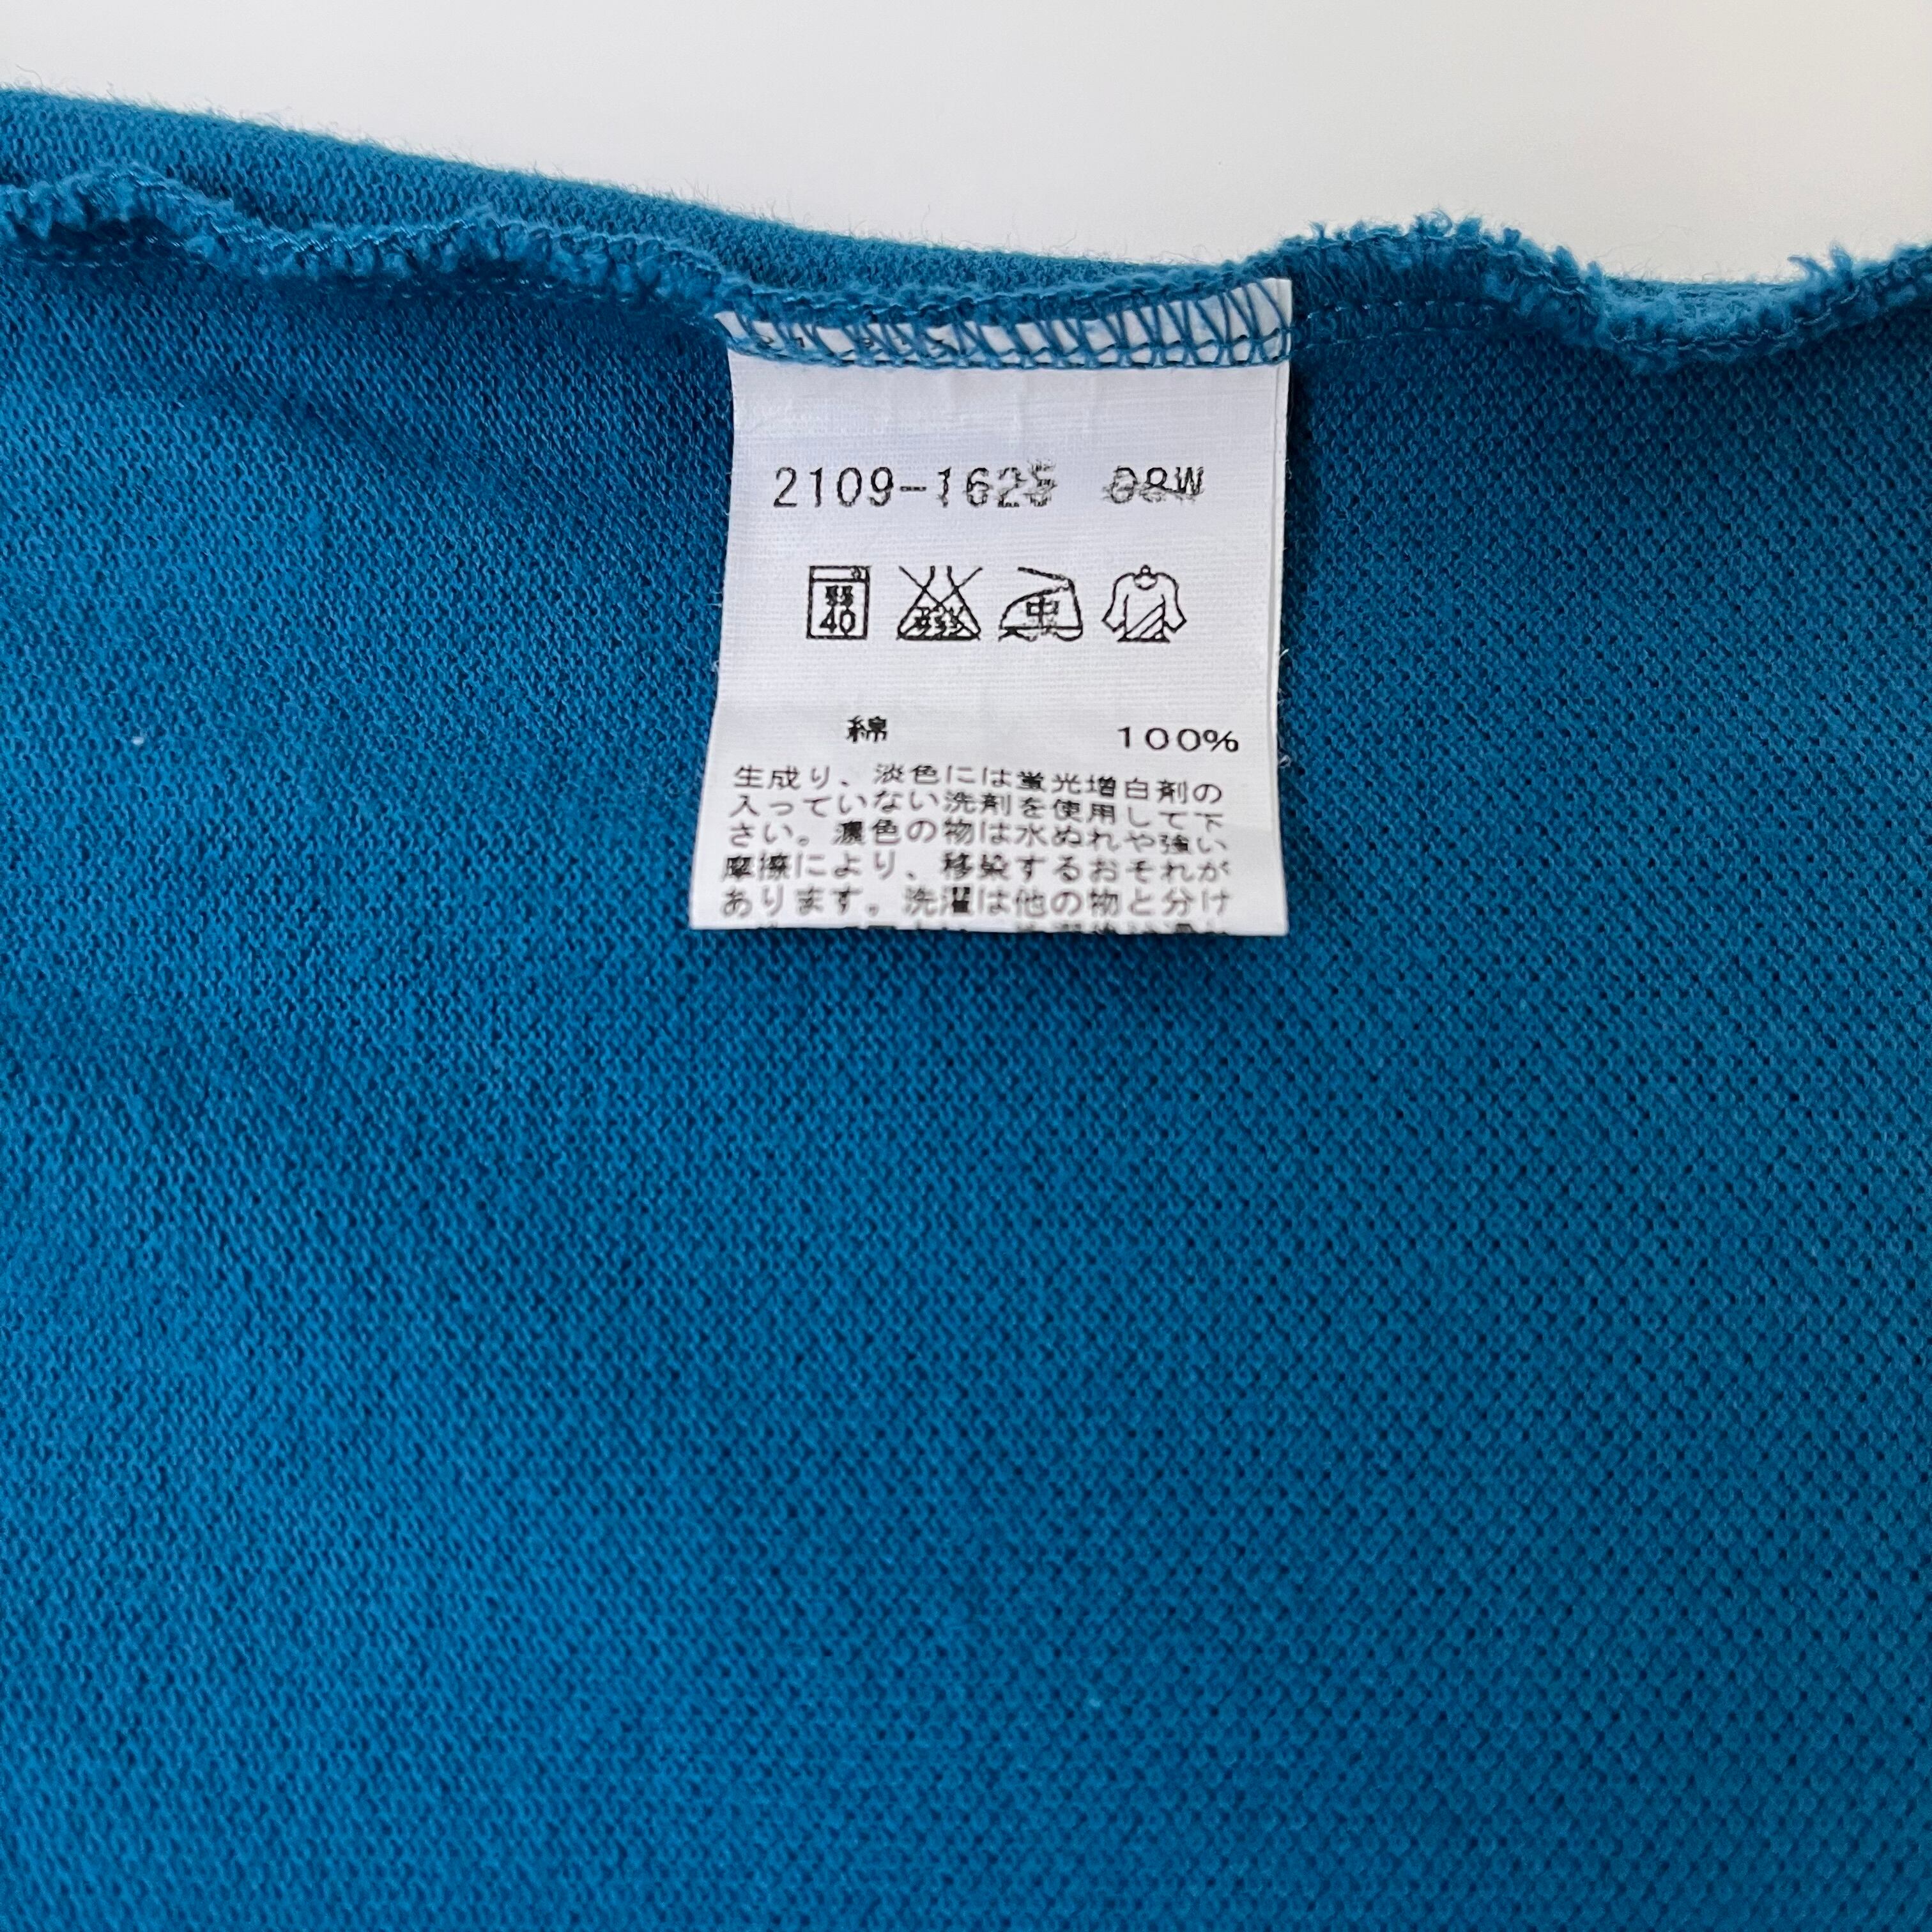 2109-1625 08W
弱 40 中
綿 100%
生成り、淡色には蛍光増白剤の
入っていない洗剤を使用して下
さい。濃色の物は水ぬれや強い
摩擦により、移染するおそれが
あります。洗濯は他の物と分け